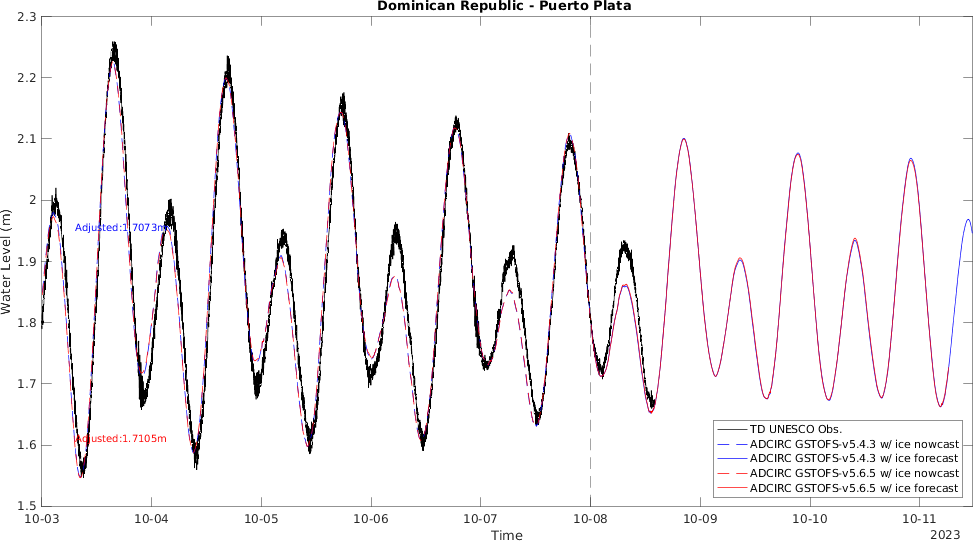 Dominican Republic - Puerto Plata
2.3
2.2
2.1
2
1.9
1.8
1.7
1.6
1.5
Water Level (m)
Adjusted:1.7073m
Adjusted:1.7105m
TD UNESCO Obs.
ADCIRC GSTOFS-v5.4.3 w/ ice nowcast
ADCIRC GSTOFS-v5.4.3 w/ ice forecast
ADCIRC GSTOFS-v5.6.5 w/ ice nowcast
ADCIRC GSTOFS-v5.6.5 w/ ice forecast
10-03 10-04 10-05 10-06 10-07 10-08 10-09 10-10 10-11
Time
2023